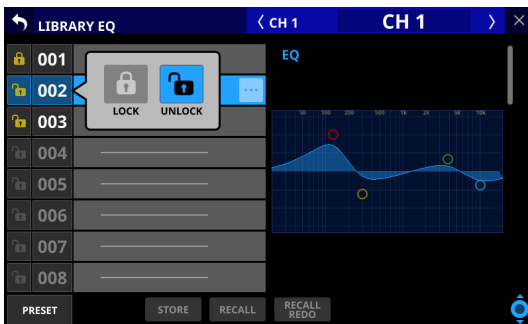 LIBRARY EQ
CH 1
CH 1
EQ
001
002
003
004
005
006
007
008
LOCK
UNLOCK
50 100 200 500 1k 2k 5k 10k
PRESET
STORE
RECALL
RECALL
REDO